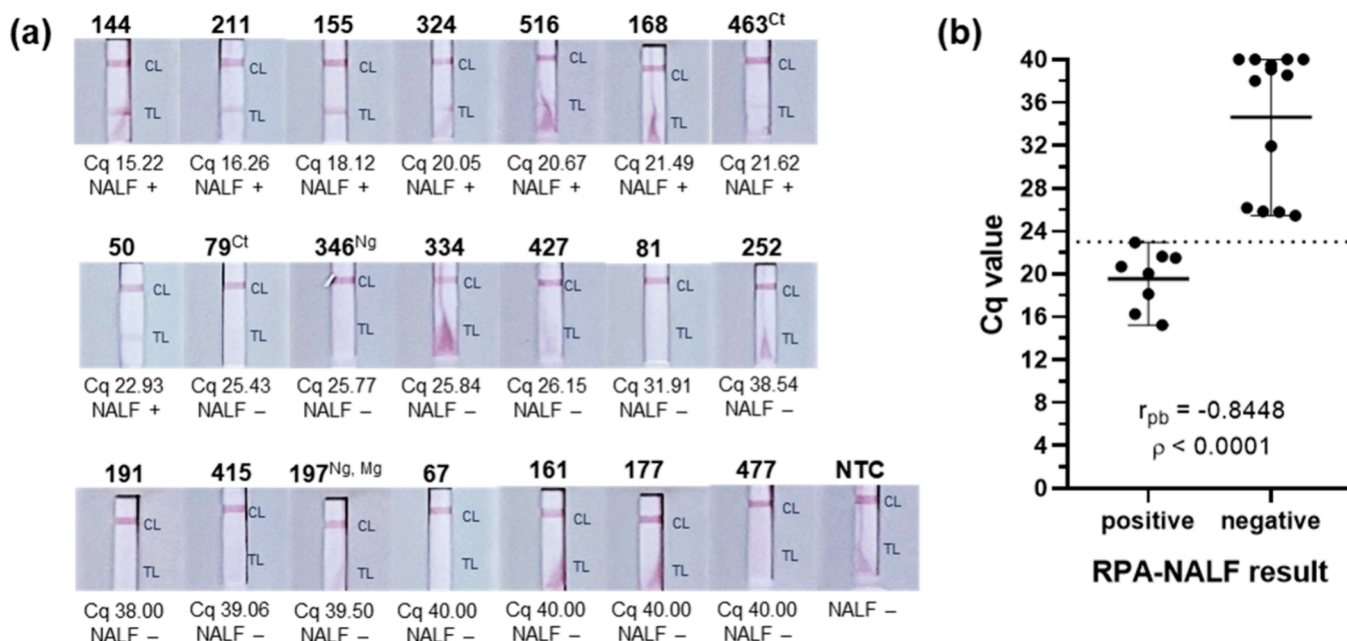 (a)
144 211 155 324 516 168 463Ct
CL CL CL CL CL CL CL
TL TL TL TL TL TL TL
Cq 15.22 Cq 16.26 Cq 18.12 Cq 20.05 Cq 20.67 Cq 21.49 Cq 21.62
NALF + NALF + NALF + NALF + NALF + NALF + NALF +
50 79Ct 346Ng 334 427 81 252
CL CL CL CL CL CL CL
TL TL TL TL TL TL TL
Cq 22.93 Cq 25.43 Cq 25.77 Cq 25.84 Cq 26.15 Cq 31.91 Cq 38.54
NALF + NALF – NALF – NALF – NALF – NALF – NALF –
191 415 197Ng, Mg 67 161 177 477 NTC
CL CL CL CL CL CL CL CL
TL TL TL TL TL TL TL TL
Cq 38.00 Cq 39.06 Cq 39.50 Cq 40.00 Cq 40.00 Cq 40.00 Cq 40.00 NALF –
NALF – NALF – NALF – NALF – NALF – NALF – NALF –
(b)
Cq value
40
36
32
28
24
20
16
12
8
4
0
rpb = -0.8448
ρ < 0.0001
positive negative
RPA-NALF result